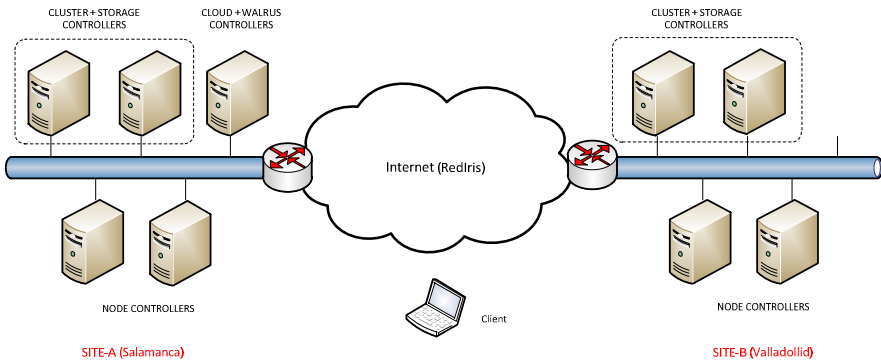 CLUSTER + STORAGE
CONTROLLERS
CLOUD + WALRUS
CONTROLLERS
CLUSTER + STORAGE
CONTROLLERS
Internet (RedIris)
NODE CONTROLLERS
Client
NODE CONTROLLERS
SITE-A (Salamanca)
SITE-B (Valladollid)